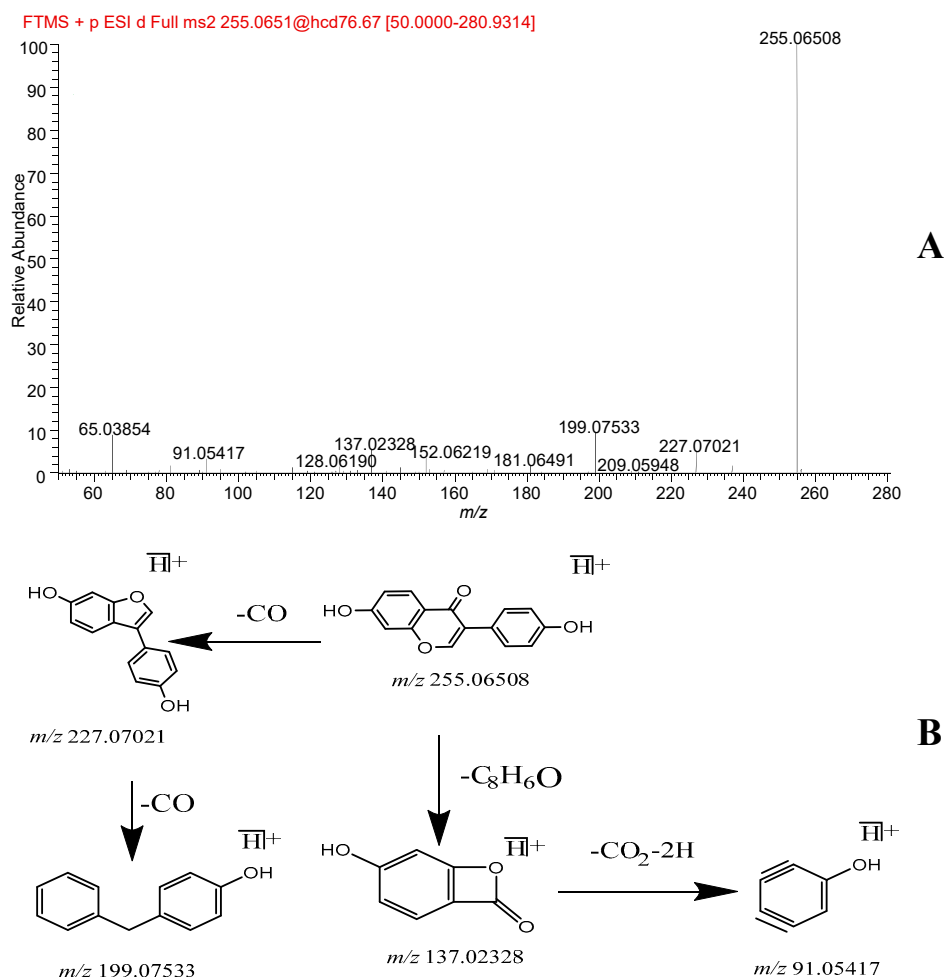 FTMS + p ESI d Full ms2 255.0651@hcd76.67 [50.0000-280.9314]
100
90
80
70
60
50
40
30
20
10
0
Relative Abundance
255.06508
65.03854
91.05417
128.06190
137.02328
152.06219
181.06491
199.07533
209.05948
227.07021
60 80 100 120 140 160 180 200 220 240 260 280
m/z
A
H+
HO
O
OH
m/z 227.07021
-CO
H+
HO
O
O
OH
m/z 255.06508
B
-CO
-C8H6O
H+
OH
m/z 199.07533
H+
HO
O
O
m/z 137.02328
-CO2-2H
H+
OH
m/z 91.05417